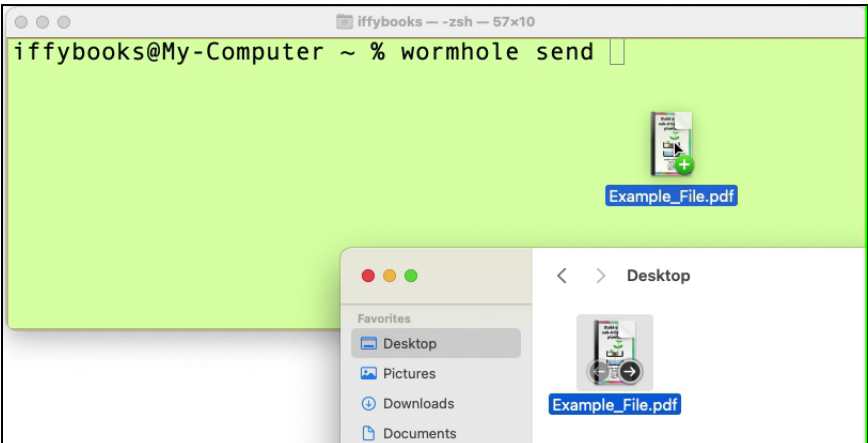 iffybooks — -zsh — 57×10
iffybooks@My-Computer ~ % wormhole send
Example_File.pdf
Desktop
Favorites
Desktop
Pictures
Downloads
Documents
Example_File.pdf